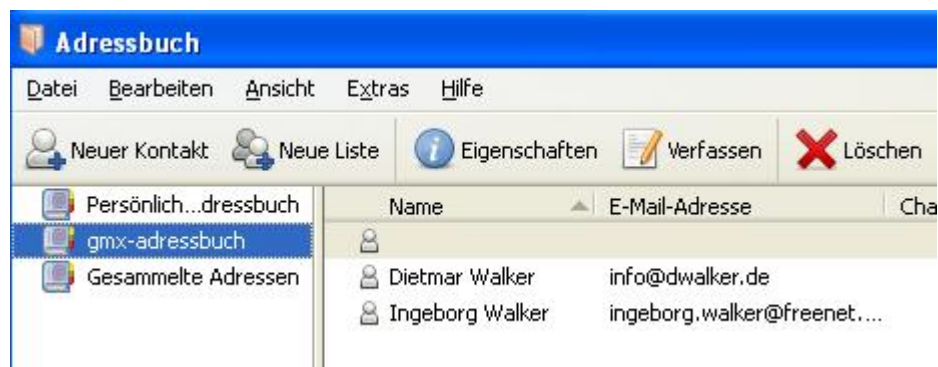 Adressbuch
Datei Bearbeiten Ansicht Extras Hilfe
Neuer Kontakt Neue Liste Eigenschaften Verfassen Löschen
Persönlich...dressbuch
gmx-adressbuch
Gesammelte Adressen
Name E-Mail-Adresse Cha
Dietmar Walker info@dwalker.de
Ingeborg Walker ingeborg.walker@freenet....